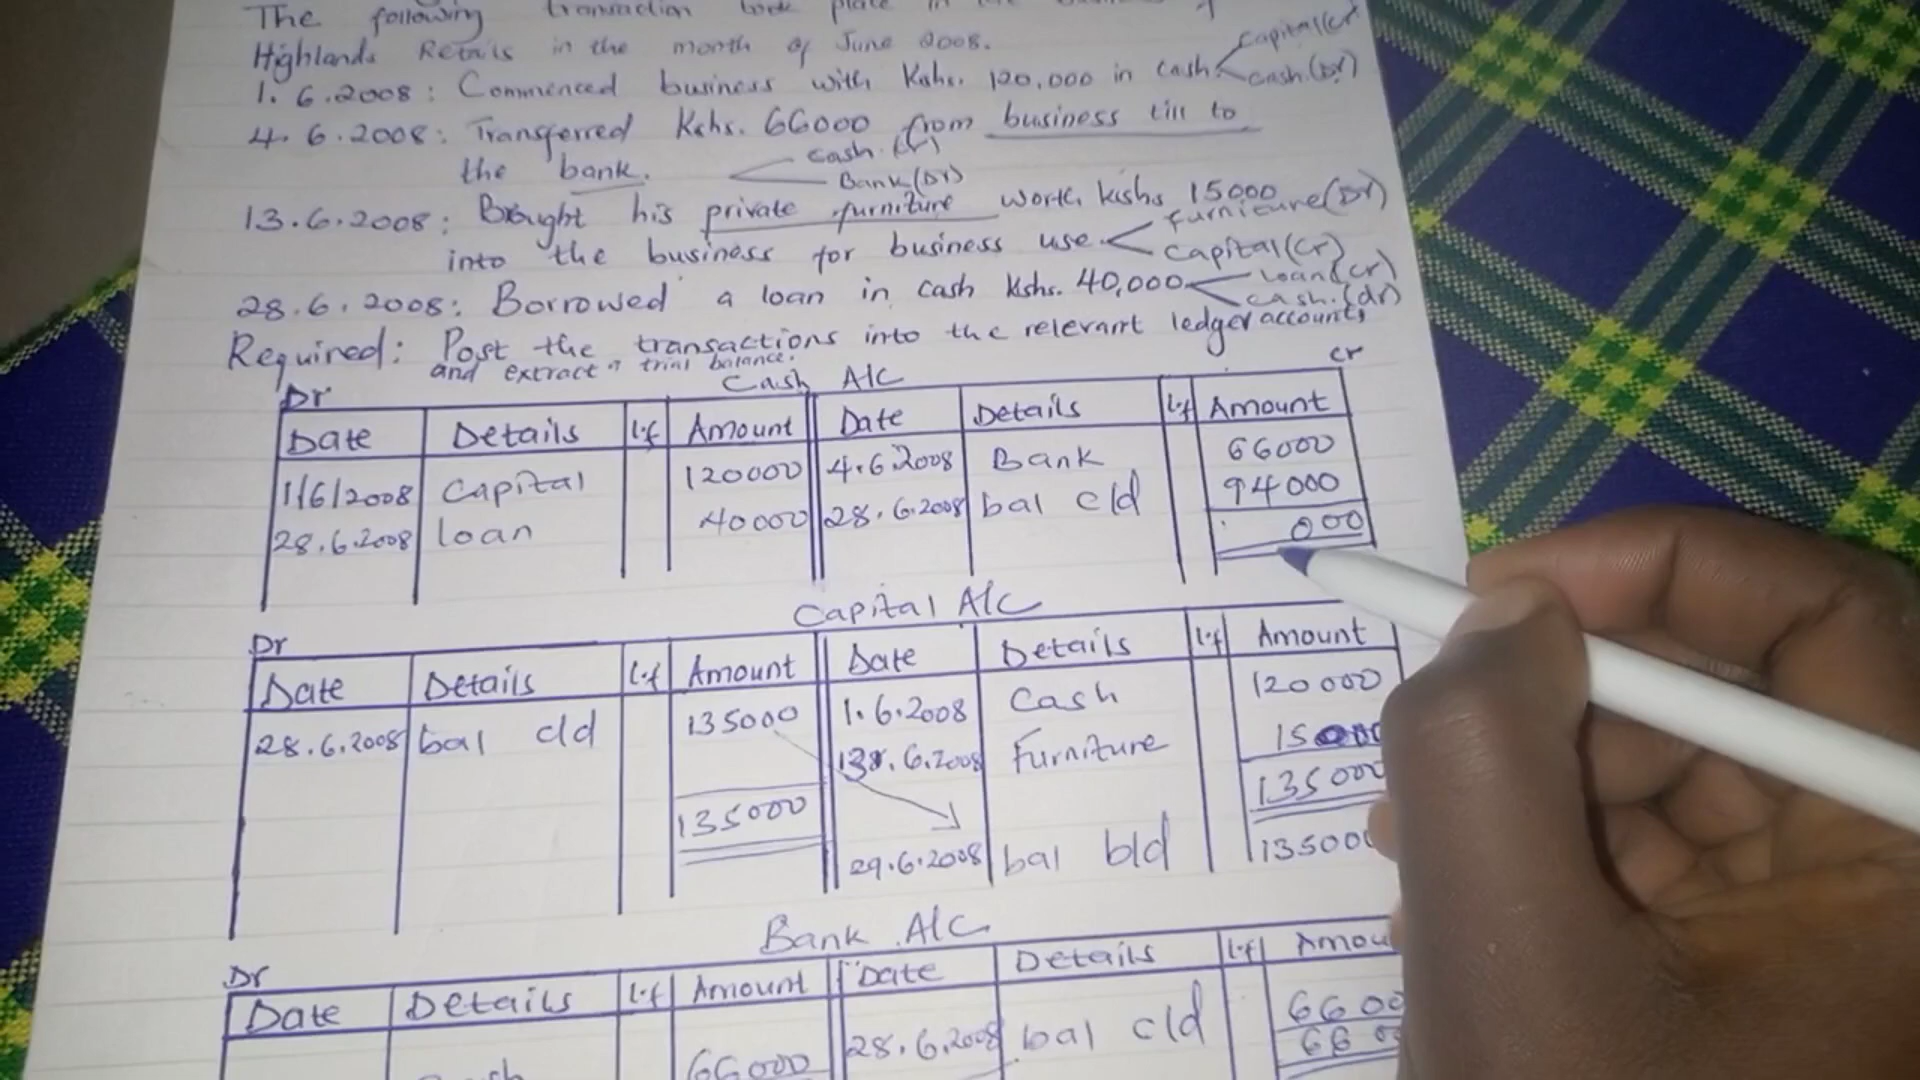 The following transaction took place in
Highlands Retails in the month of June 2008.
Capital(Cr
1. 6.2008: Commenced business with Kshs. 120,000 in cash
cash.(Dr)
4. 6.2008: Transferred Kshs. 66000 from business till to
the bank.
cash.(r)
Bank(Dr)
13.6.2008: Brought his private furniture worth kshs 15000
furniture(Dr)
into the business for business use.
Capital(Cr)
28.6.2008: Borrowed a loan in cash Kshs. 40,000
loan(cr)
cash.(dr)
Required: Post the transactions into the relevant ledger accounts
and extract a trial balance.
Cash A/C
Dr cr
Date Details l.f Amount Date Details l.f Amount
1/6/2008 Capital 120000 4.6.2008 Bank 66000
28.6.2008 loan 40000 28.6.2008 bal c/d 94000
000
Capital A/C
Dr
Date Details l.f Amount Date Details l.f Amount
28.6.2008 bal c/d 135000 1.6.2008 Cash 120000
13.6.2008 Furniture 15000
135000 135000
29.6.2008 bal b/d 13500
Bank A/C
Dr
Date Details l.f Amount Date Details l.f Amou
66000 28.6.2008 bal c/d 6600
6600